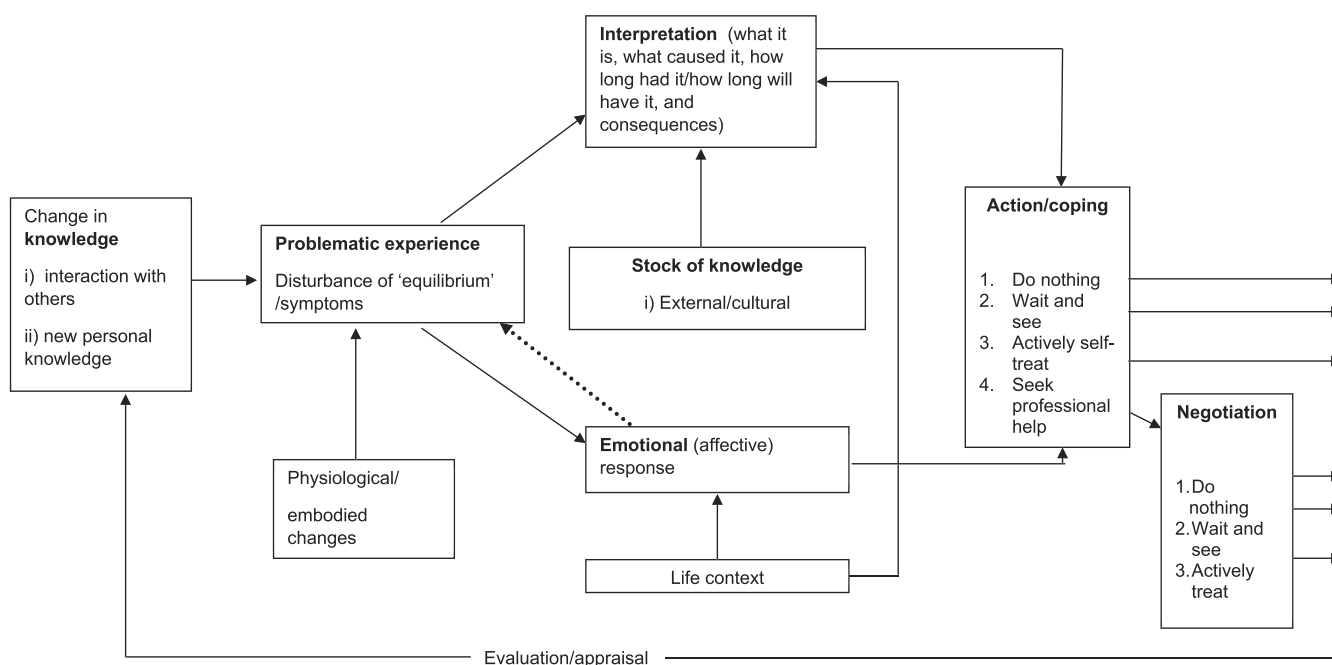 Interpretation (what it
is, what caused it, how
long had it/how long will
have it, and
consequences)
Change in
knowledge
i) interaction with
others
ii) new personal
knowledge
Problematic experience
Disturbance of ‘equilibrium’
/symptoms
Stock of knowledge
i) External/cultural
Action/coping
1. Do nothing
2. Wait and
see
3. Actively self-
treat
4. Seek
professional
help
Negotiation
1.Do
nothing
2.Wait and
see
3.Actively
treat
Emotional (affective)
response
Physiological/
embodied
changes
Life context
Evaluation/appraisal